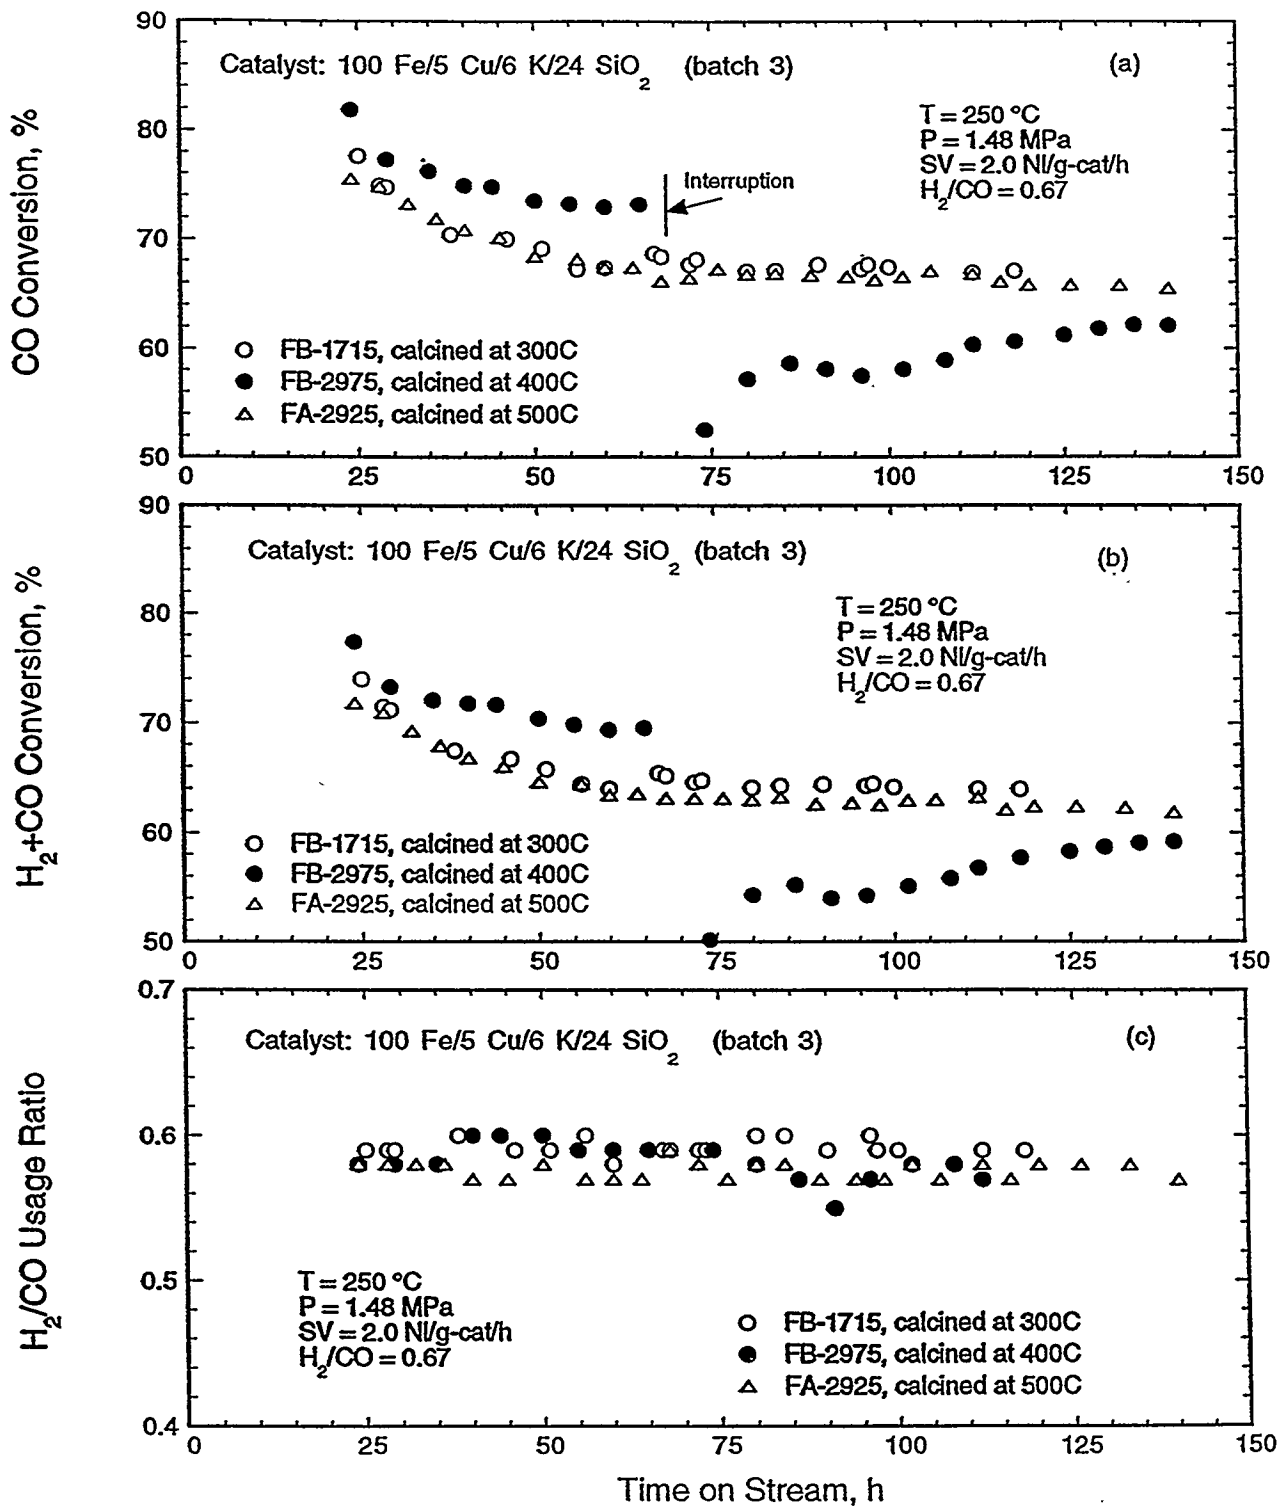 90
Catalyst: 100 Fe/5 Cu/6 K/24 SiO2 (batch 3)
(a)
T = 250 °C
P = 1.48 MPa
SV = 2.0 Nl/g-cat/h
H2/CO = 0.67
Interruption
CO Conversion, %
80
70
60
50
FB-1715, calcined at 300C
FB-2975, calcined at 400C
FA-2925, calcined at 500C
0 25 50 75 100 125 150
90
Catalyst: 100 Fe/5 Cu/6 K/24 SiO2 (batch 3)
(b)
T = 250 °C
P = 1.48 MPa
SV = 2.0 Nl/g-cat/h
H2/CO = 0.67
H2+CO Conversion, %
80
70
60
50
FB-1715, calcined at 300C
FB-2975, calcined at 400C
FA-2925, calcined at 500C
0 25 50 75 100 125 150
0.7
Catalyst: 100 Fe/5 Cu/6 K/24 SiO2 (batch 3)
(c)
H2/CO Usage Ratio
0.6
0.5
0.4
T = 250 °C
P = 1.48 MPa
SV = 2.0 Nl/g-cat/h
H2/CO = 0.67
FB-1715, calcined at 300C
FB-2975, calcined at 400C
FA-2925, calcined at 500C
0 25 50 75 100 125 150
Time on Stream, h